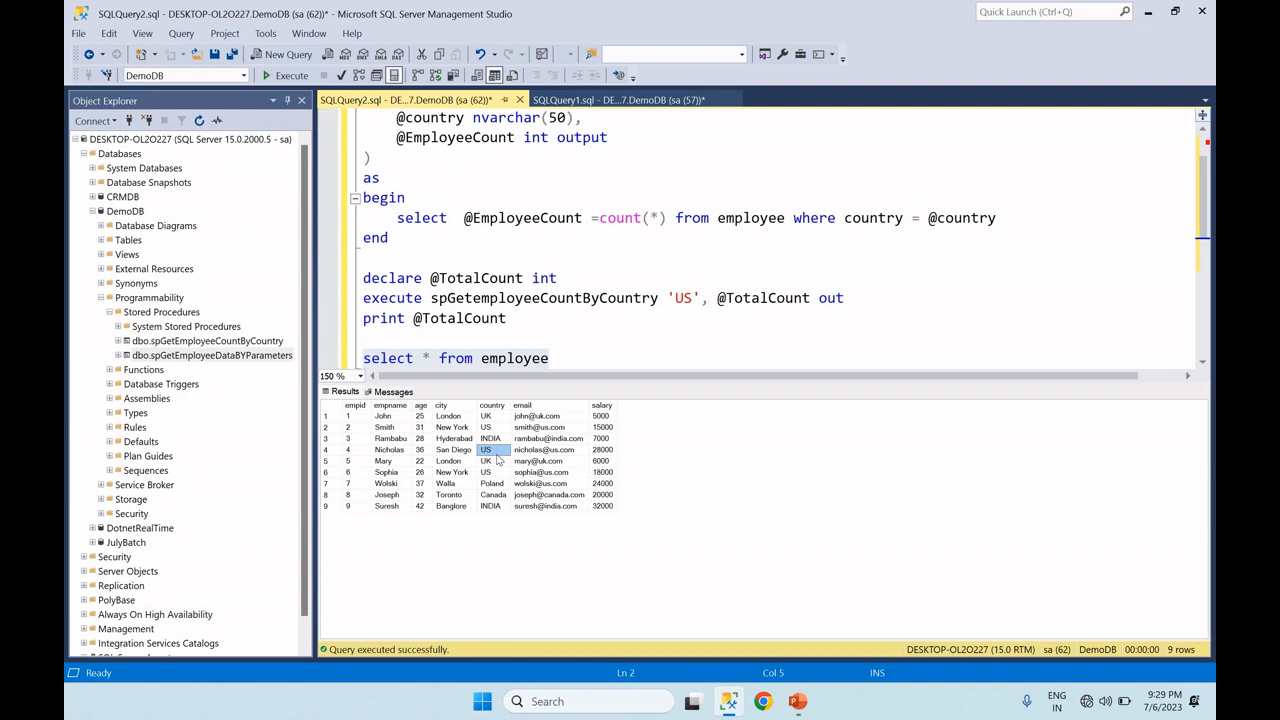 SQLQuery2.sql - DESKTOP-OL2O227.DemoDB (sa (62))* - Microsoft SQL Server Management Studio
Quick Launch (Ctrl+Q)
File Edit View Query Project Tools Window Help
New Query
DemoDB Execute
Object Explorer
SQLQuery2.sql - DE...7.DemoDB (sa (62))* SQLQuery1.sql - DE...7.DemoDB (sa (57))*
Connect
DESKTOP-OL2O227 (SQL Server 15.0.2000.5 - sa)
Databases
System Databases
Database Snapshots
CRMDB
DemoDB
Database Diagrams
Tables
Views
External Resources
Synonyms
Programmability
Stored Procedures
System Stored Procedures
dbo.spGetEmployeeCountByCountry
dbo.spGetEmployeeDataBYParameters
Functions
Database Triggers
Assemblies
Types
Rules
Defaults
Plan Guides
Sequences
Service Broker
Storage
Security
DotnetRealTime
JulyBatch
Security
Server Objects
Replication
PolyBase
Always On High Availability
Management
Integration Services Catalogs
@country nvarchar(50),
@EmployeeCount int output
)
as
begin
select @EmployeeCount =count(*) from employee where country = @country
end
declare @TotalCount int
execute spGetemployeeCountByCountry 'US', @TotalCount out
print @TotalCount
select * from employee
150 %
Results Messages
empid empname age city country email salary
1 1 John 25 London UK john@uk.com 5000
2 2 Smith 31 New York US smith@us.com 15000
3 3 Rambabu 28 Hyderabad INDIA rambabu@india.com 7000
4 4 Nicholas 36 San Diego US nicholas@us.com 28000
5 5 Mary 22 London UK mary@uk.com 6000
6 6 Sophia 26 New York US sophia@us.com 18000
7 7 Wolski 37 Walla Poland wolski@us.com 24000
8 8 Joseph 32 Toronto Canada joseph@canada.com 20000
9 9 Suresh 42 Banglore INDIA suresh@india.com 32000
Query executed successfully.
DESKTOP-OL2O227 (15.0 RTM) sa (62) DemoDB 00:00:00 9 rows
Ready Ln 2 Col 5 INS
Search
ENG
IN
9:29 PM
7/6/2023